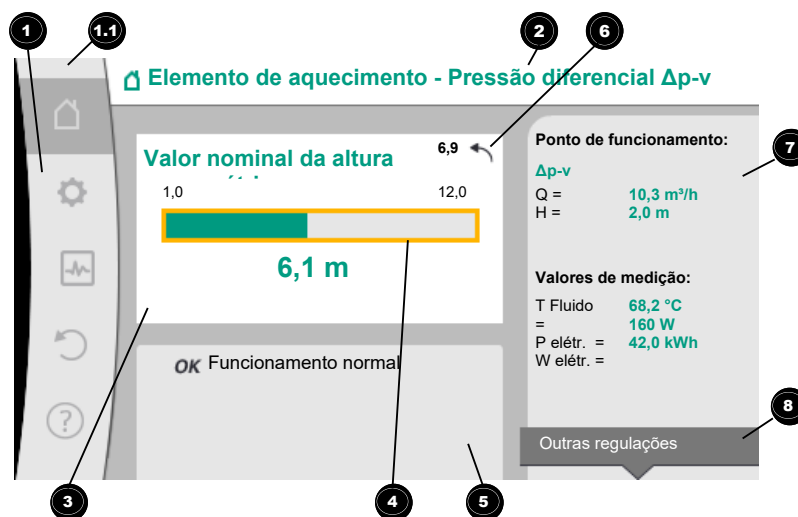 1
1.1
2
6
Elemento de aquecimento - Pressão diferencial Δp-v
Valor nominal da altura
6,9
1,0
12,0
6,1 m
OK Funcionamento normal
Ponto de funcionamento:
7
Δp-v
Q = 10,3 m³/h
H = 2,0 m
Valores de medição:
T Fluido 68,2 °C
= 160 W
P elétr. = 42,0 kWh
W elétr. =
8
Outras regulações
?
3
4
5